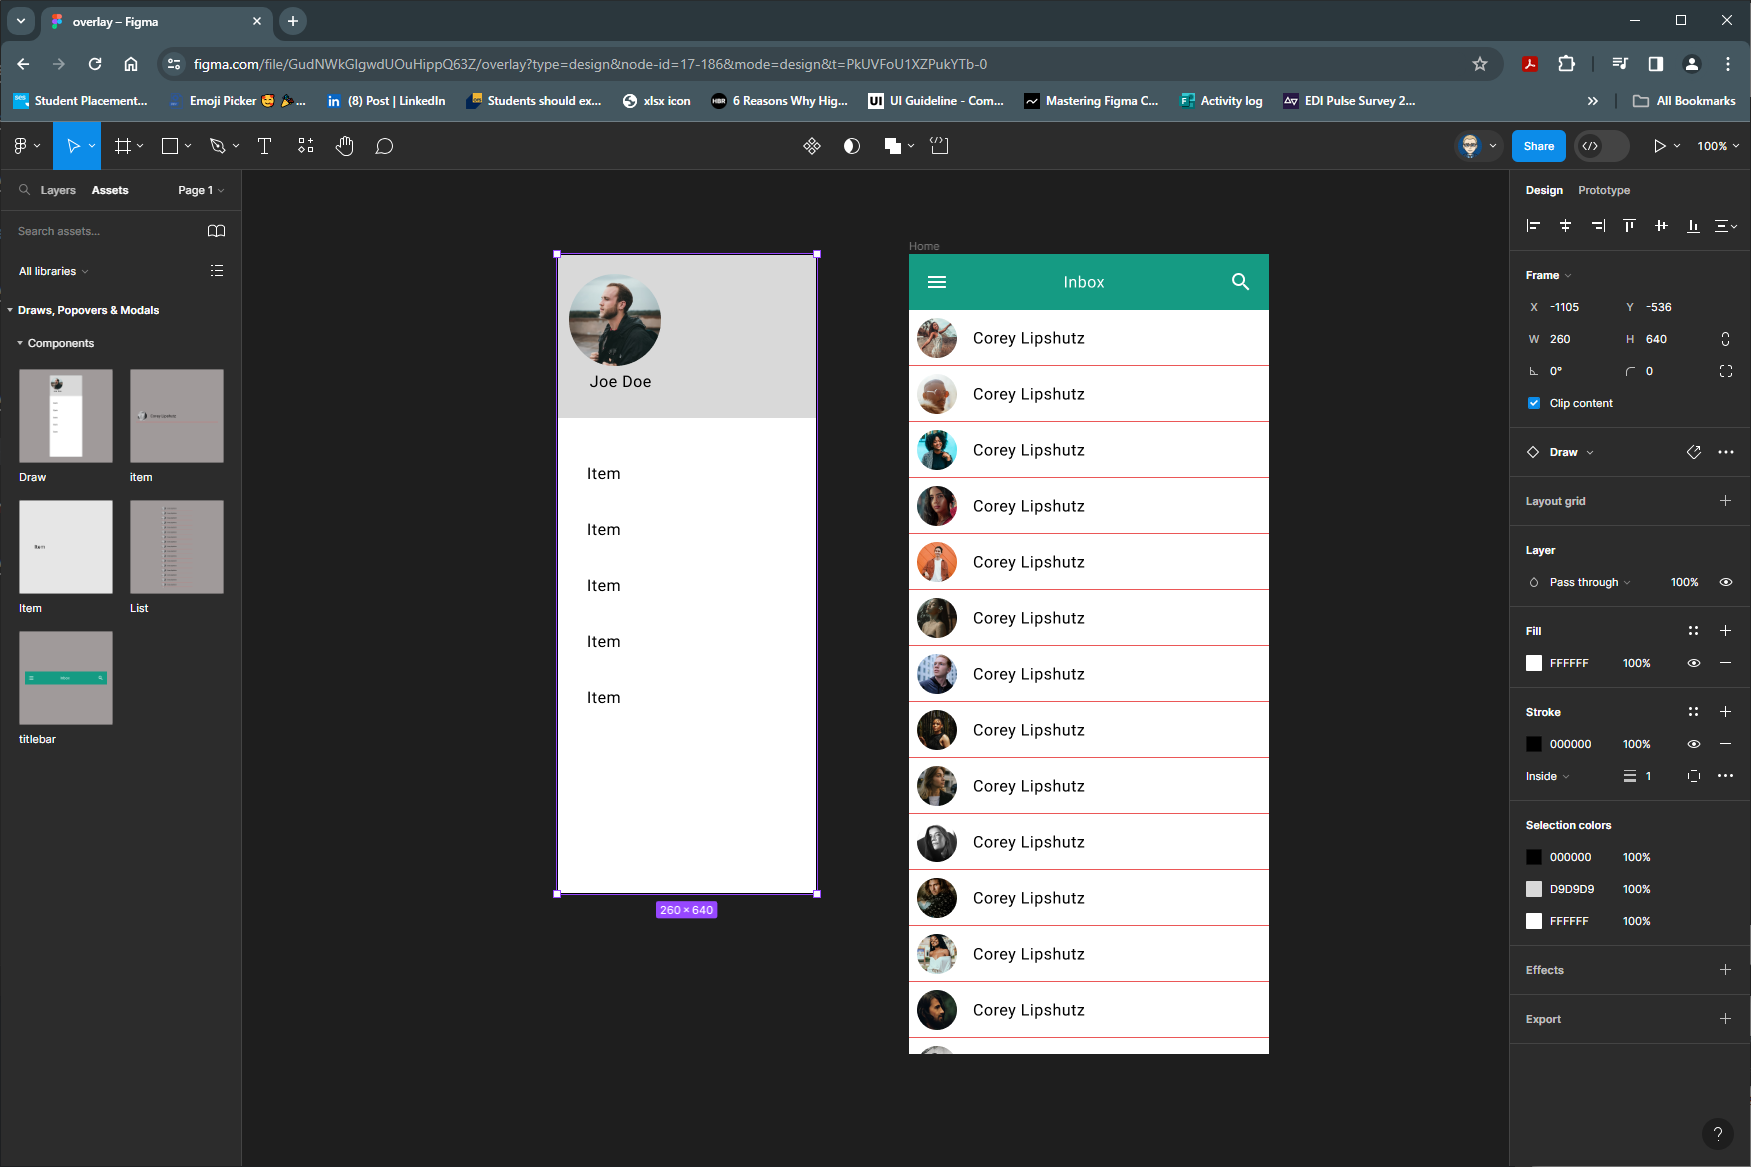 overlay – Figma
figma.com/file/GudNWkGlgwdUOuHippQ63Z/overlay?type=design&node-id=17-186&mode=design&t=PkUVFoU1XZPukYTb-0
Student Placement... Emoji Picker 🥰 🎉... (8) Post | LinkedIn Students should ex... xlsx icon HBR 6 Reasons Why Hig... UI UI Guideline - Com... Mastering Figma C... Activity log EDI Pulse Survey 2... » All Bookmarks
Share 100%
Layers Assets Page 1
Search assets...
All libraries
Draws, Popovers & Modals
Components
Draw item
Item List
titlebar
Joe Doe
Item
Item
Item
Item
Item
260 × 640
Home
Inbox
Corey Lipshutz
Corey Lipshutz
Corey Lipshutz
Corey Lipshutz
Corey Lipshutz
Corey Lipshutz
Corey Lipshutz
Corey Lipshutz
Corey Lipshutz
Corey Lipshutz
Corey Lipshutz
Corey Lipshutz
Corey Lipshutz
Design Prototype
Frame
X -1105 Y -536
W 260 H 640
0° 0
Clip content
Draw
Layout grid
Layer
Pass through 100%
Fill
FFFFFF 100%
Stroke
000000 100%
Inside 1
Selection colors
000000 100%
D9D9D9 100%
FFFFFF 100%
Effects
Export
?